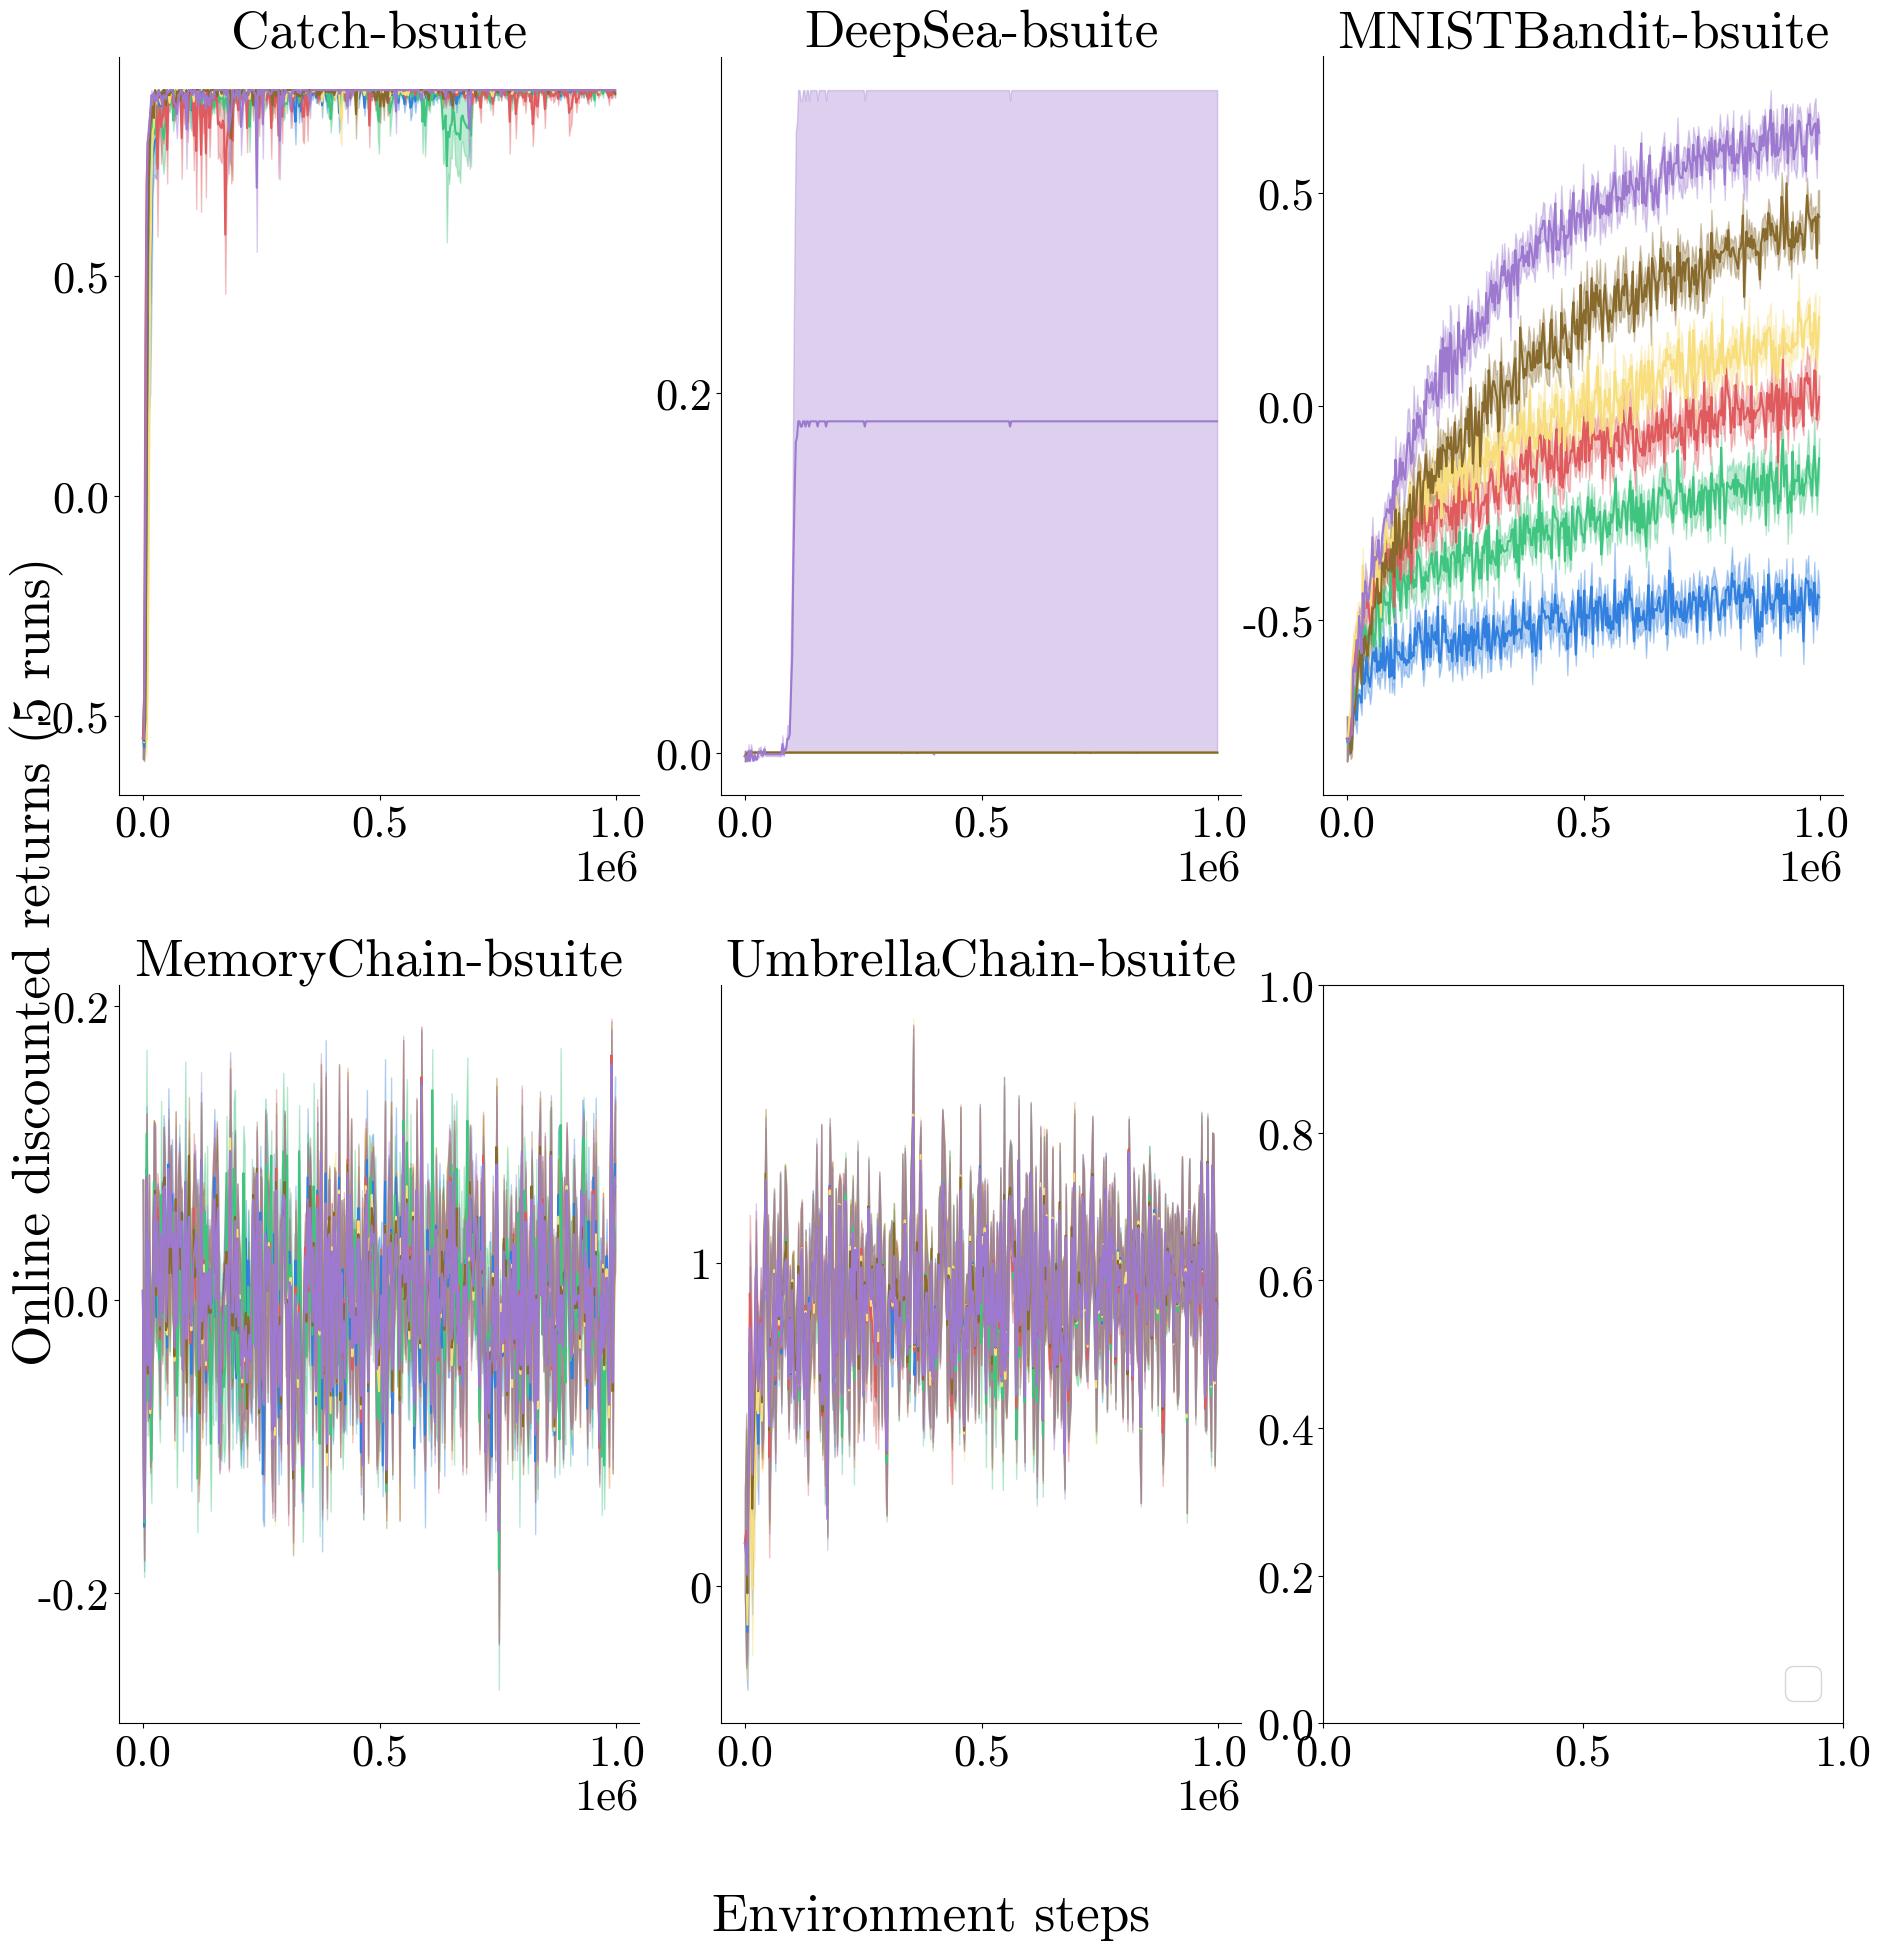 Catch-bsuite
DeepSea-bsuite
MNISTBandit-bsuite
0.5
0.0
-0.5
0.0 0.5 1.0
1e6
0.2
0.0
0.0 0.5 1.0
1e6
0.5
0.0
-0.5
0.0 0.5 1.0
1e6
Online discounted returns (5 runs)
MemoryChain-bsuite
UmbrellaChain-bsuite
0.2
0.0
-0.2
0.0 0.5 1.0
1e6
1
0
0.0 0.5 1.0
1e6
1.0
0.8
0.6
0.4
0.2
0.0
0.0 0.5 1.0
Environment steps